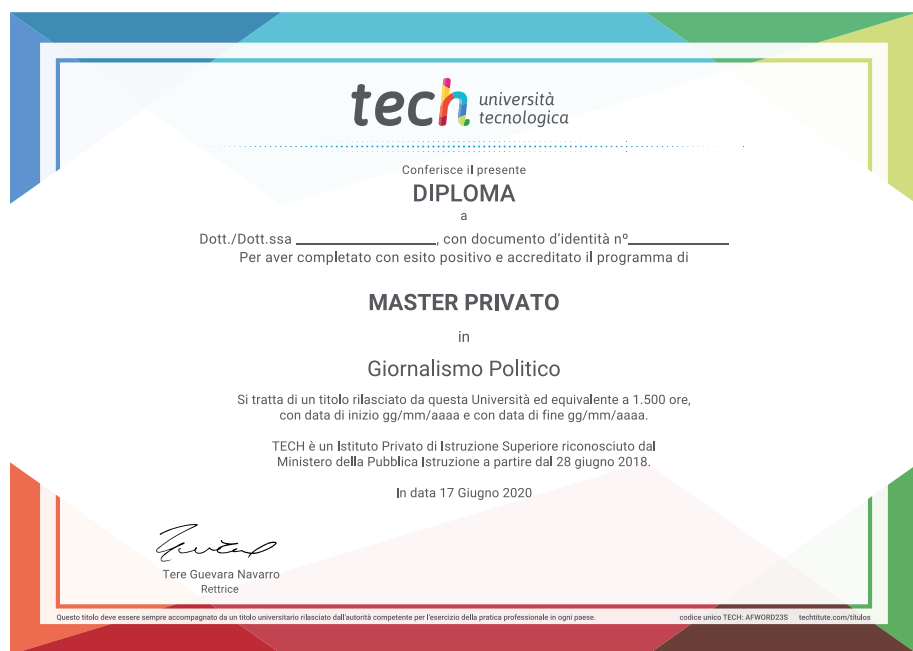 tech università
tecnologica
Conferisce il presente
DIPLOMA
a
Dott./Dott.ssa ____________________, con documento d'identità nº______________
Per aver completato con esito positivo e accreditato il programma di
MASTER PRIVATO
in
Giornalismo Politico
Si tratta di un titolo rilasciato da questa Università ed equivalente a 1.500 ore,
con data di inizio gg/mm/aaaa e con data di fine gg/mm/aaaa.
TECH è un Istituto Privato di Istruzione Superiore riconosciuto dal
Ministero della Pubblica Istruzione a partire dal 28 giugno 2018.
In data 17 Giugno 2020
Tere Guevara Navarro
Rettrice
Questo titolo deve essere sempre accompagnato da un titolo universitario rilasciato dall'autorità competente per l'esercizio della pratica professionale in ogni paese. codice unico TECH: AFWORD23S techtitute.com/titulos